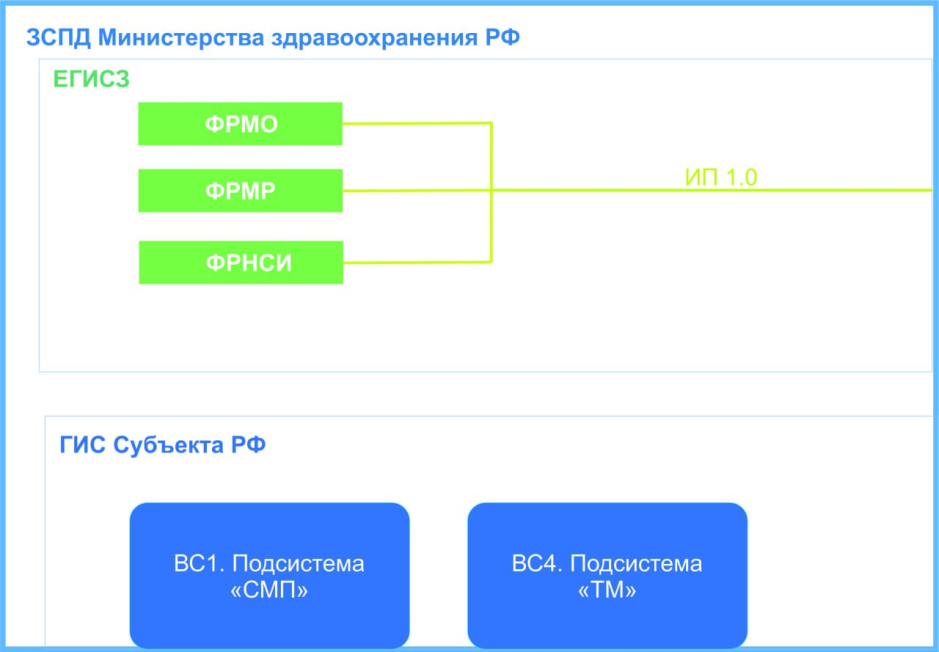 ЗСПД Министерства здравоохранения РФ
ЕГИСЗ
ФРМО
ФРМР
ИП 1.0
ФРНСИ
ГИС Субъекта РФ
ВС1. Подсистема
«СМП»
ВС4. Подсистема
«ТМ»